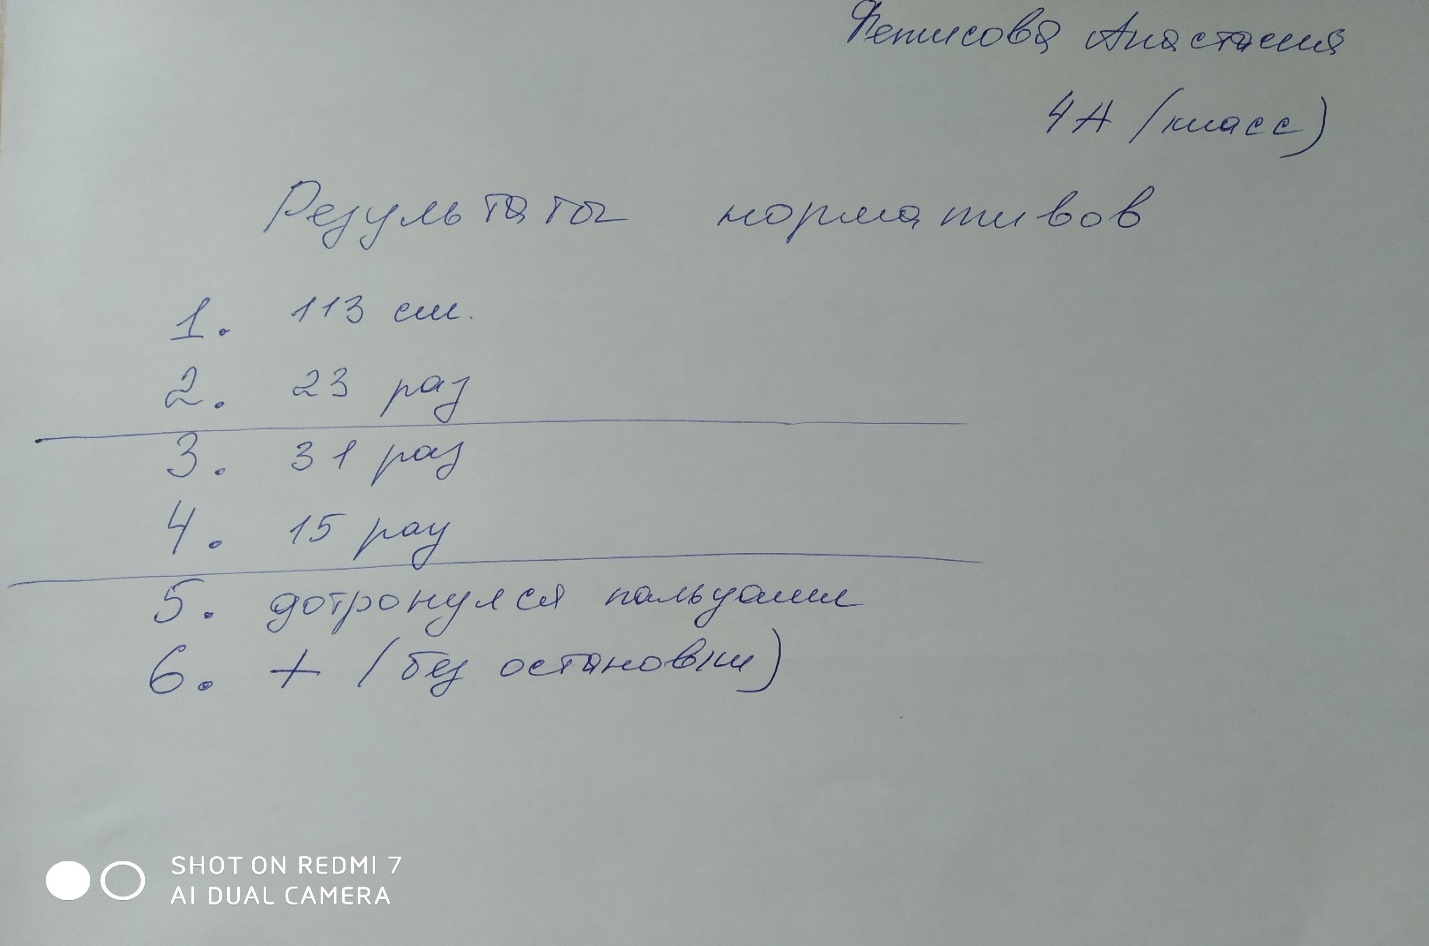 Фетисова Анастасия
4А (класс)
Результаты нормативов
1. 113 см.
2. 23 раз
3. 31 раз
4. 15 раз
5. дотронулся пальцами
6. + (без остановки)
SHOT ON REDMI 7
AI DUAL CAMERA